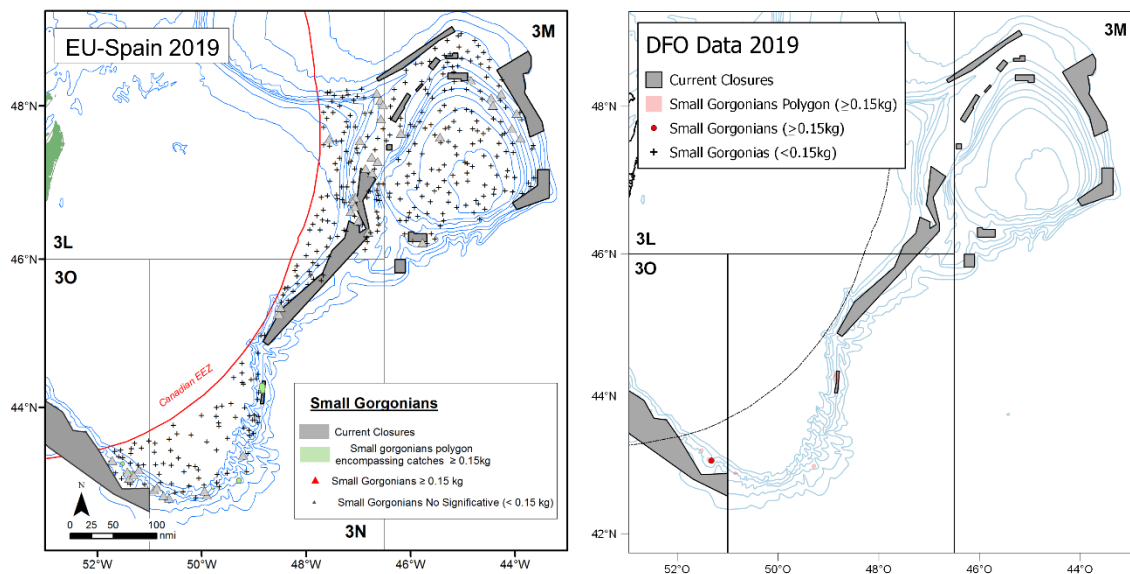 EU-Spain 2019
3M
48°N
46°N
44°N
42°N
3L
3O
3N
Canadian EEZ
Small Gorgonians
Current Closures
Small gorgonians polygon
encompassing catches ≥ 0.15kg
Small Gorgonians ≥ 0.15 kg
Small Gorgonians No Significative (< 0.15 kg)
N
0 25 50 100
nmi
52°W 50°W 48°W 46°W 44°W
DFO Data 2019
Current Closures
Small Gorgonians Polygon (≥0.15kg)
Small Gorgonians (≥0.15kg)
Small Gorgonias (<0.15kg)
3M
48°N
46°N
44°N
42°N
3L
3O
3N
52°W 50°W 48°W 46°W 44°W